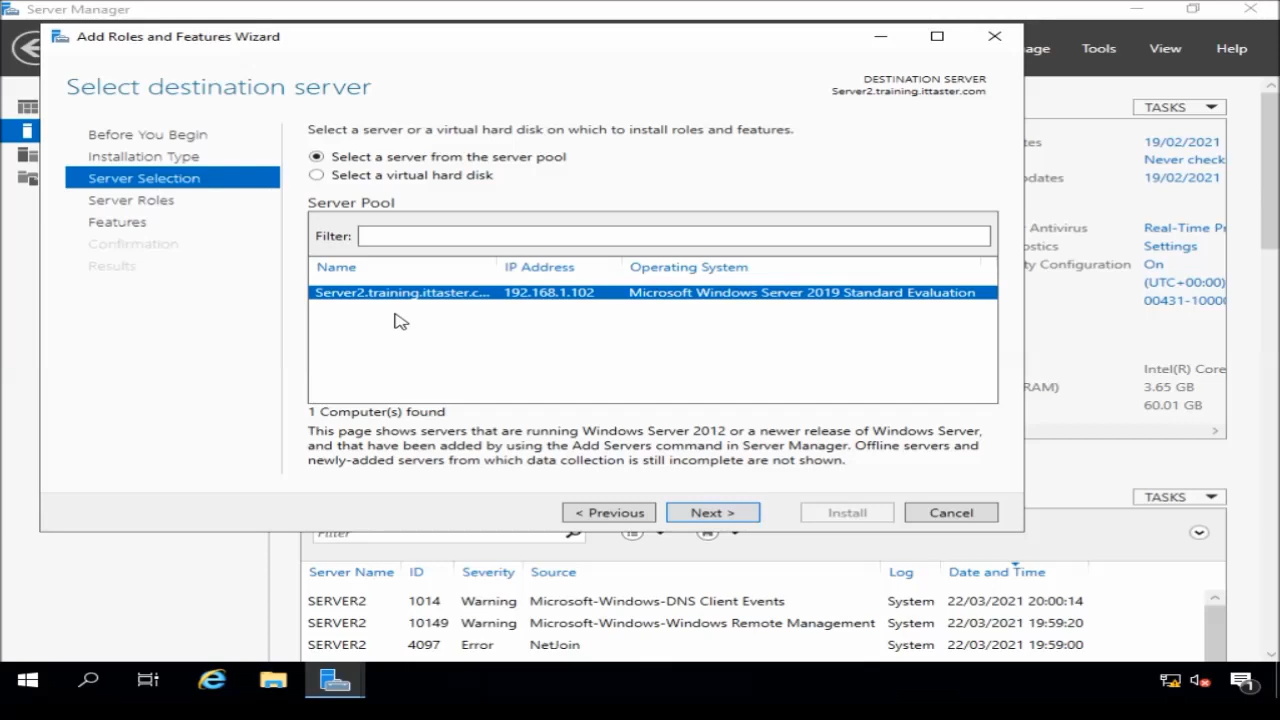 Server Manager
Add Roles and Features Wizard
Tools
View
Help
Select destination server
DESTINATION SERVER
Server2.training.ittaster.com
Before You Begin
Installation Type
Server Selection
Server Roles
Features
Confirmation
Results
Select a server or a virtual hard disk on which to install roles and features.
Select a server from the server pool
Select a virtual hard disk
Server Pool
Filter:
Name IP Address Operating System
Server2.training.ittaster.c... 192.168.1.102 Microsoft Windows Server 2019 Standard Evaluation
1 Computer(s) found
This page shows servers that are running Windows Server 2012 or a newer release of Windows Server,
and that have been added by using the Add Servers command in Server Manager. Offline servers and
newly-added servers from which data collection is still incomplete are not shown.
< Previous
Next >
Install
Cancel
TASKS
19/02/2021
Never check
19/02/2021
Antivirus Real-Time Pr
Settings
Configuration On
(UTC+00:00)
00431-1000
Intel(R) Core
RAM) 3.65 GB
60.01 GB
TASKS
Filter
Server Name ID Severity Source Log Date and Time
SERVER2 1014 Warning Microsoft-Windows-DNS Client Events System 22/03/2021 20:00:14
SERVER2 10149 Warning Microsoft-Windows-Windows Remote Management System 22/03/2021 19:59:20
SERVER2 4097 Error NetJoin System 22/03/2021 19:59:00
1